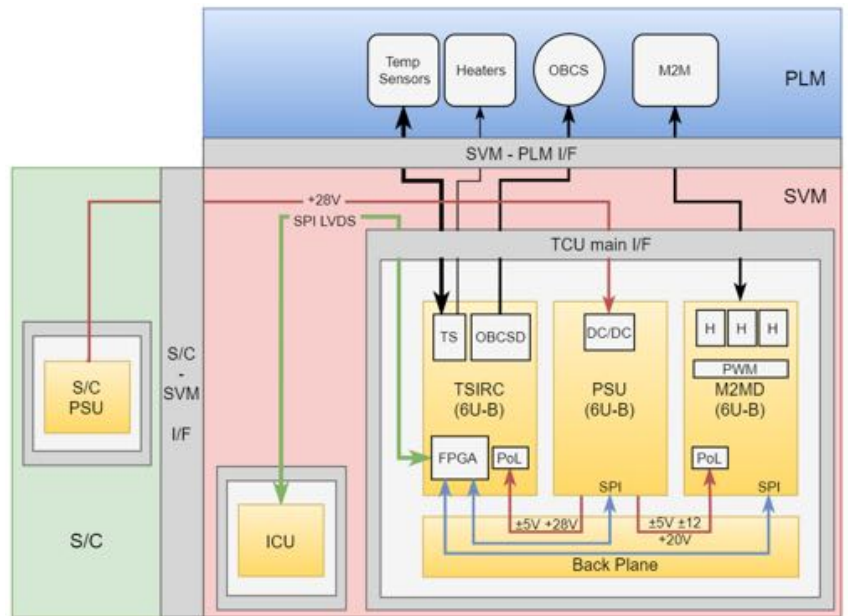 Temp
Sensors
Heaters
OBCS
M2M
PLM
SVM - PLM I/F
SVM
+28V
SPI LVDS
TCU main I/F
TS
OBCSD
DC/DC
H
H
H
PWM
TSIRC
(6U-B)
PSU
(6U-B)
M2MD
(6U-B)
S/C
PSU
S/C
-
SVM
I/F
FPGA
PoL
PoL
SPI
SPI
±5V +28V
±5V ±12
+20V
ICU
S/C
Back Plane